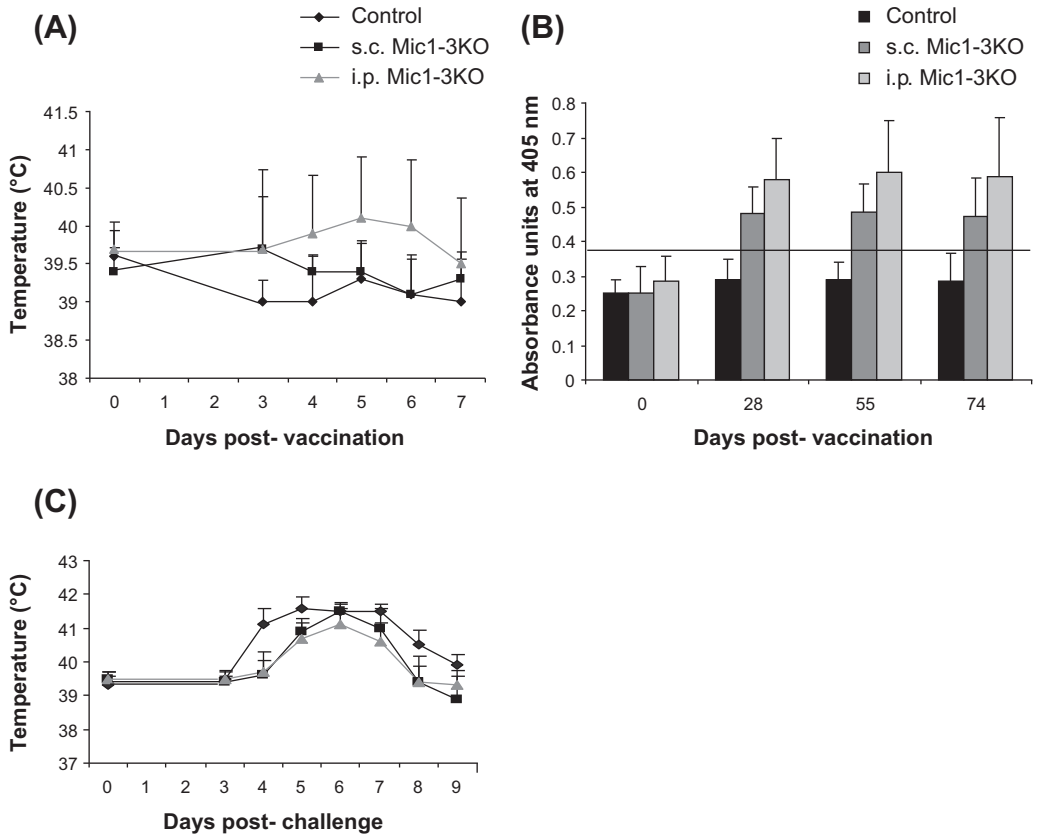 (A)
Control
s.c. Mic1-3KO
i.p. Mic1-3KO
Temperature (°C)
41.5
41
40.5
40
39.5
39
38.5
38
0 1 2 3 4 5 6 7
Days post- vaccination
(B)
Control
s.c. Mic1-3KO
i.p. Mic1-3KO
Absorbance units at 405 nm
0.8
0.7
0.6
0.5
0.4
0.3
0.2
0.1
0
0 28 55 74
Days post- vaccination
(C)
Temperature (°C)
43
42
41
40
39
38
37
0 1 2 3 4 5 6 7 8 9
Days post- challenge